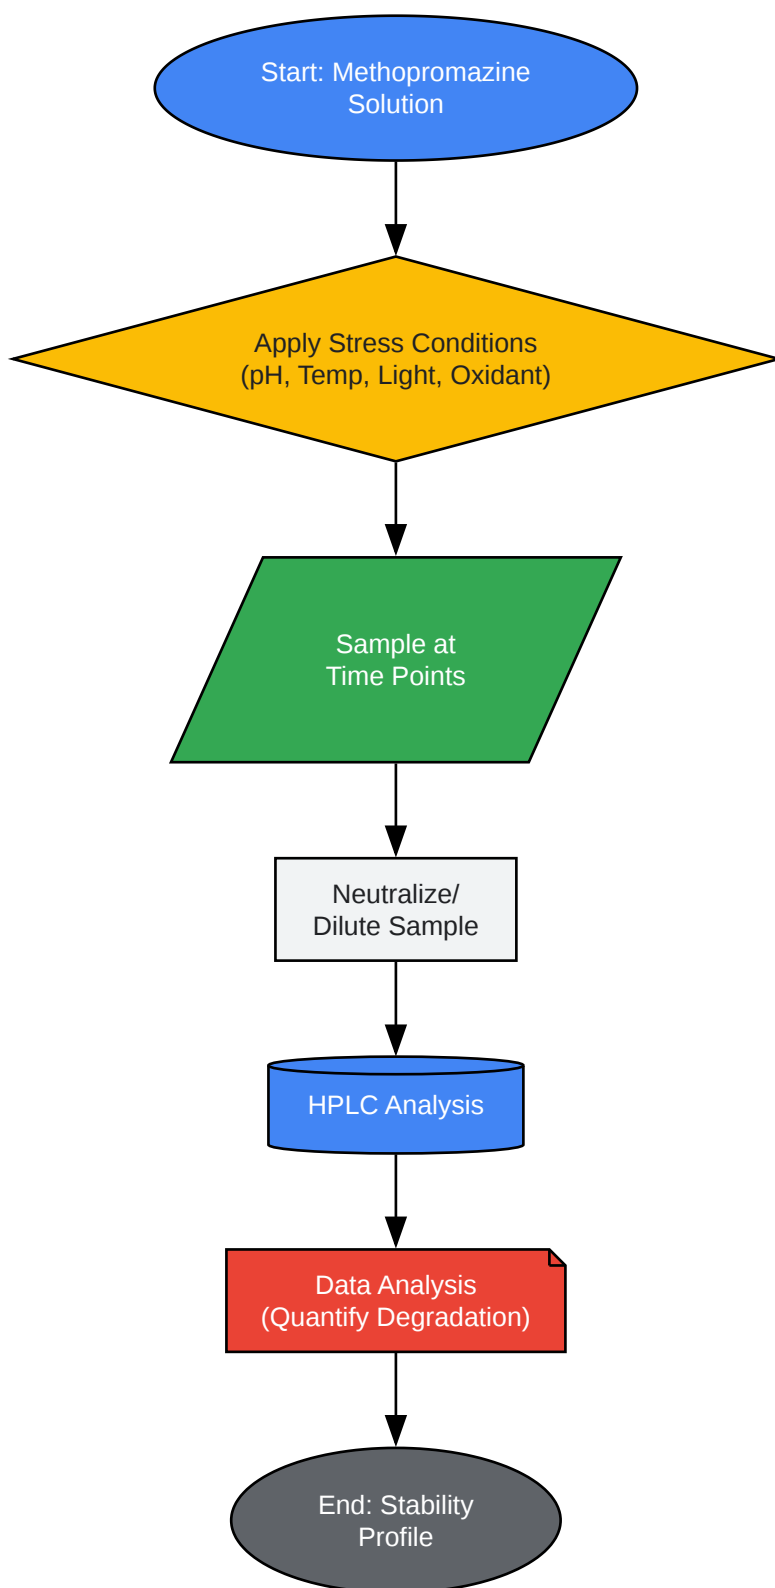 Start: Methopromazine
Solution
Apply Stress Conditions
(pH, Temp, Light, Oxidant)
Sample at
Time Points
Neutralize/
Dilute Sample
HPLC Analysis
Data Analysis
(Quantify Degradation)
End: Stability
Profile